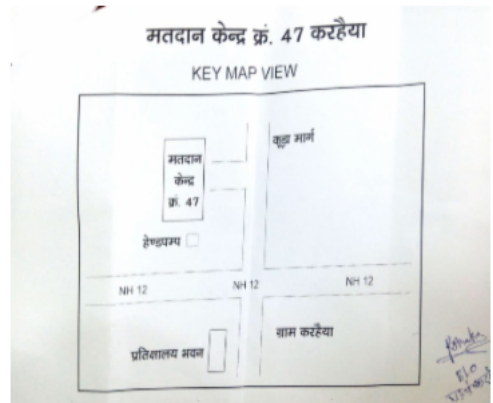 मतदान केन्द्र क्रं. 47 करहैया
KEY MAP VIEW
कूड़ा मार्ग
मतदान
केन्द्र
क्रं. 47
हेण्डपम्प
NH 12 NH 12 NH 12
ग्राम करहैया
प्रतिक्षालय भवन